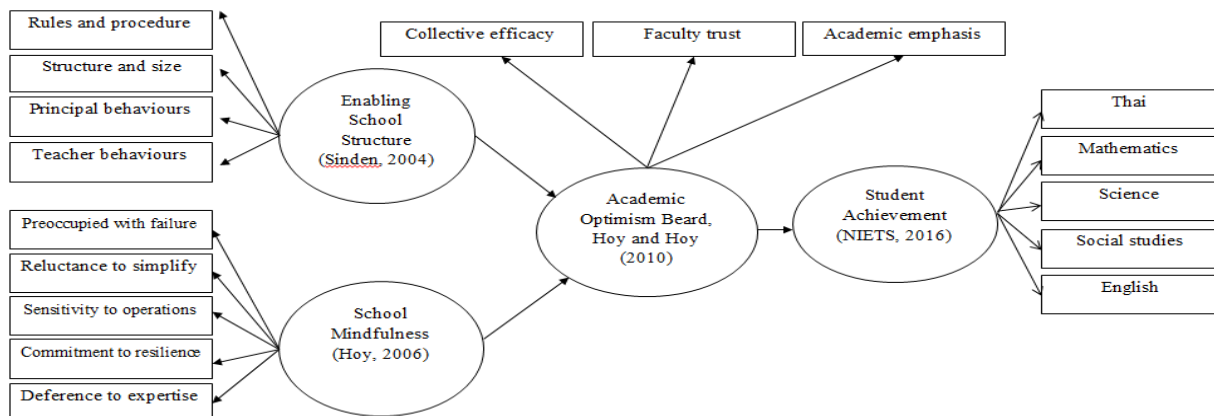 Rules and procedure
Structure and size
Principal behaviours
Teacher behaviours
Preoccupied with failure
Reluctance to simplify
Sensitivity to operations
Commitment to resilience
Deference to expertise
Enabling
School
Structure
(Sinden, 2004)
School
Mindfulness
(Hoy, 2006)
Collective efficacy
Faculty trust
Academic emphasis
Academic
Optimism Beard,
Hoy and Hoy
(2010)
Student
Achievement
(NIETS, 2016)
Thai
Mathematics
Science
Social studies
English